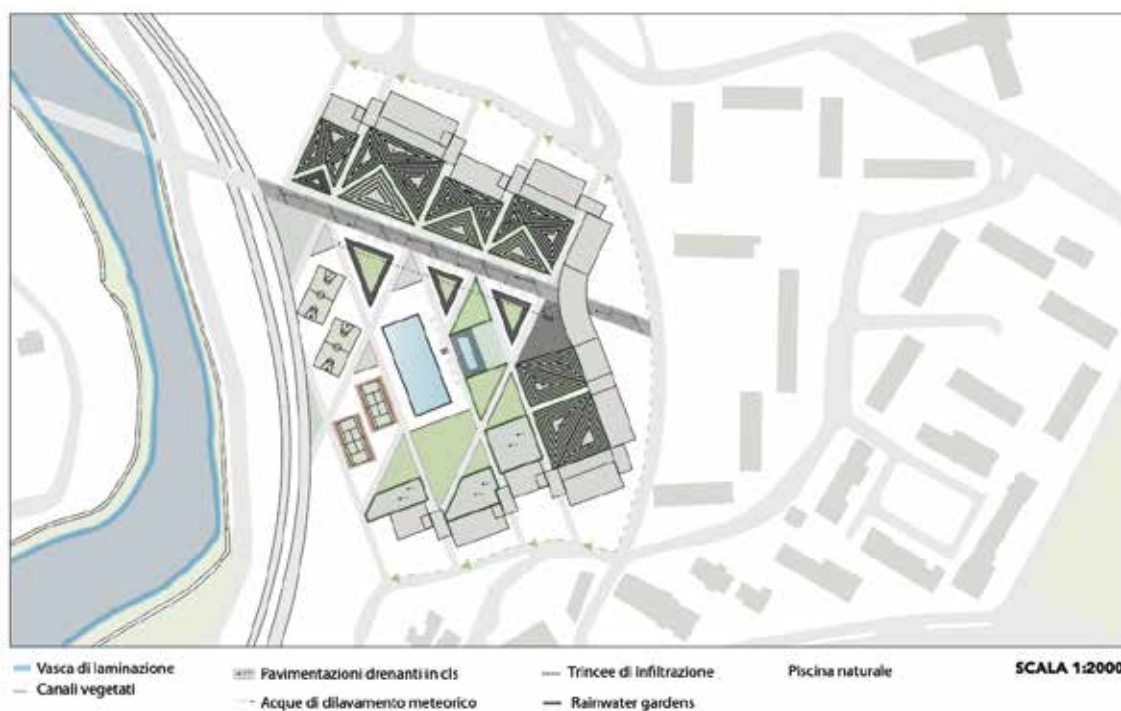 Vasca di laminazione
Canali vegetati
Pavimentazioni drenanti in cls
Acque di dilavamento meteorico
Trincee di infiltrazione
Rainwater gardens
Piscina naturale
SCALA 1:2000